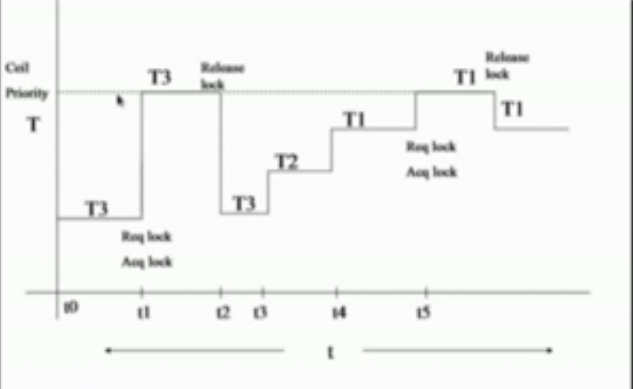 Ceil
Priority
T
T3
Release
lock
T1
Release
lock
T1
T1
T2
T3
T3
Req lock
Acq lock
Req lock
Acq lock
t0
t1
t2
t3
t4
t5
t